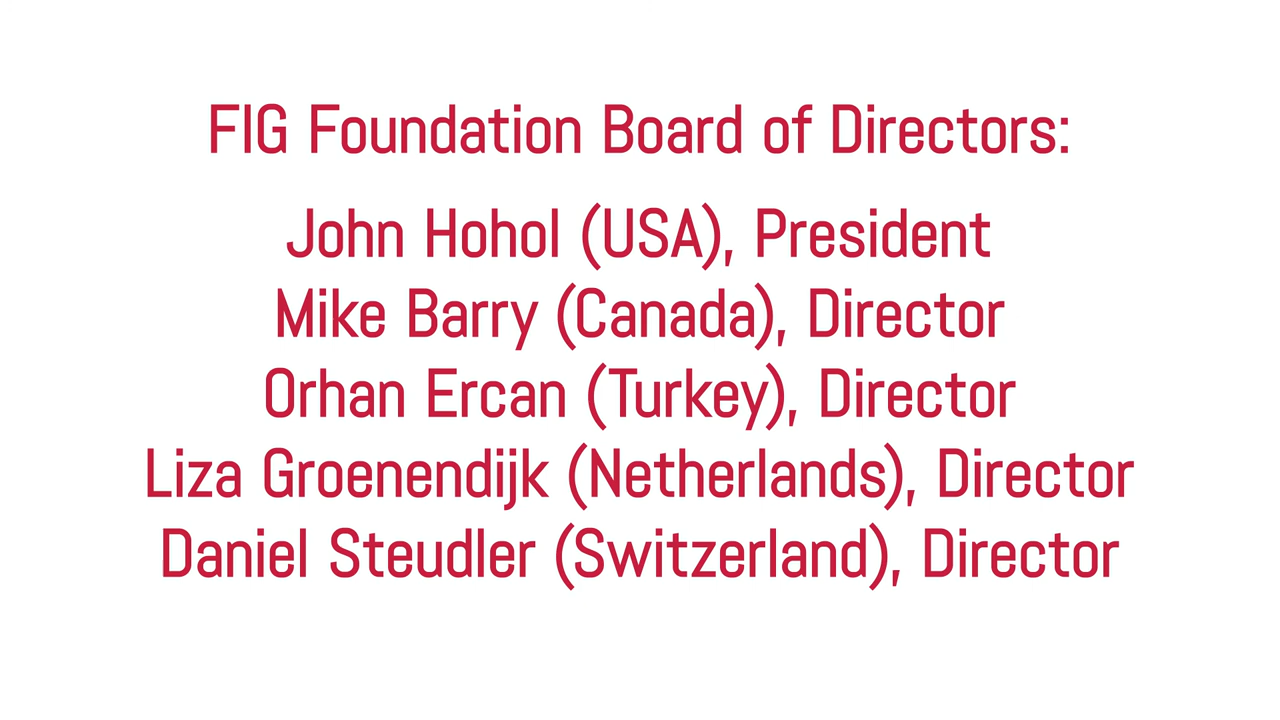 FIG Foundation Board of Directors:
John Hohol (USA), President
Mike Barry (Canada), Director
Orhan Ercan (Turkey), Director
Liza Groenendijk (Netherlands), Director
Daniel Steudler (Switzerland), Director